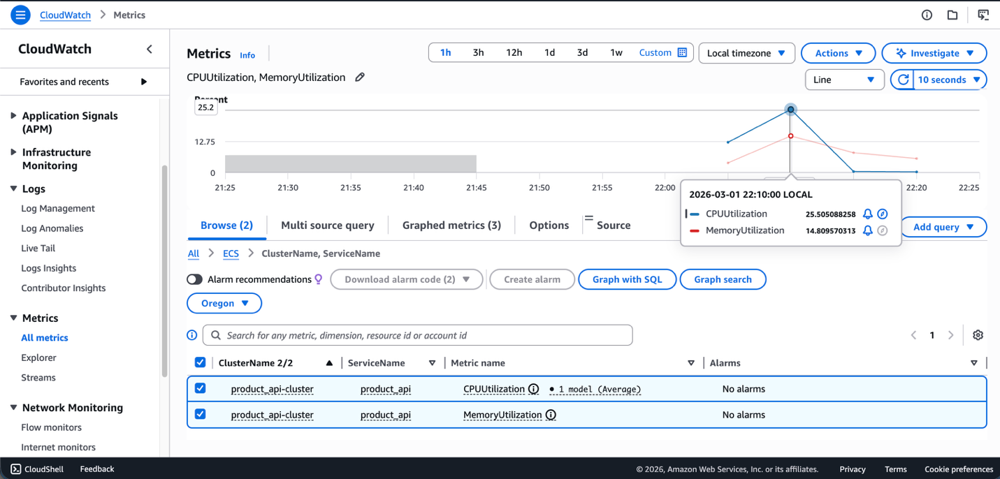 CloudWatch > Metrics
CloudWatch
Favorites and recents
Application Signals
(APM)
Infrastructure
Monitoring
Logs
Log Management
Log Anomalies
Live Tail
Logs Insights
Contributor Insights
Metrics
All metrics
Explorer
Streams
Network Monitoring
Flow monitors
Internet monitors
Metrics Info
1h 3h 12h 1d 3d 1w Custom
Local timezone
Actions
Investigate
CPUUtilization, MemoryUtilization
Line
10 seconds
Percent
25.2
12.75
0
21:25 21:30 21:35 21:40 21:45 21:50 21:55 22:00 22:20 22:25
2026-03-01 22:10:00 LOCAL
CPUUtilization 25.505088258
MemoryUtilization 14.809570313
Browse (2) Multi source query Graphed metrics (3) Options Source
Add query
All > ECS > ClusterName, ServiceName
Alarm recommendations Download alarm code (2) Create alarm Graph with SQL Graph search
Oregon
Search for any metric, dimension, resource id or account id
1
ClusterName 2/2 ServiceName Metric name Alarms
product_api-cluster product_api CPUUtilization • 1 model (Average) No alarms
product_api-cluster product_api MemoryUtilization No alarms
CloudShell Feedback © 2026, Amazon Web Services, Inc. or its affiliates. Privacy Terms Cookie preferences